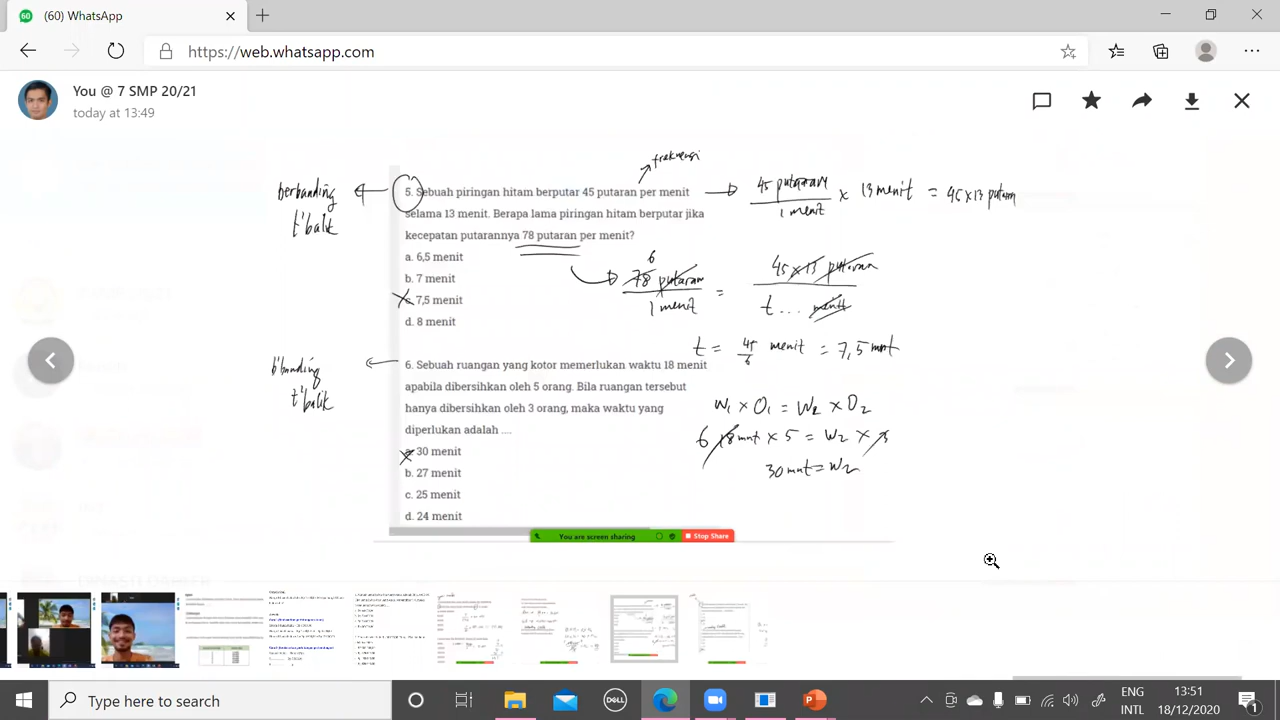 (60) WhatsApp
https://web.whatsapp.com
You @ 7 SMP 20/21
today at 13:49
frekuensi
berbanding
t'balik
5. Sebuah piringan hitam berputar 45 putaran per menit
selama 13 menit. Berapa lama piringan hitam berputar jika
kecepatan putarannya 78 putaran per menit?
a. 6,5 menit
b. 7 menit
c. 7,5 menit
d. 8 menit
45 putaran
1 menit
× 13 menit = 45 × 13 putaran
6
78 putaran
1 menit
=
45 × 13 putaran
t ... menit
t = 45/6 menit = 7,5 mnt
b'banding
t'balik
6. Sebuah ruangan yang kotor memerlukan waktu 18 menit
apabila dibersihkan oleh 5 orang. Bila ruangan tersebut
hanya dibersihkan oleh 3 orang, maka waktu yang
diperlukan adalah ....
a. 30 menit
b. 27 menit
c. 25 menit
d. 24 menit
W1 × O1 = W2 × O2
6 18 mnt × 5 = W2 × 3
30 mnt = W2
You are screen sharing
Stop Share
Type here to search
DELL
ENG
INTL
13:51
18/12/2020
1